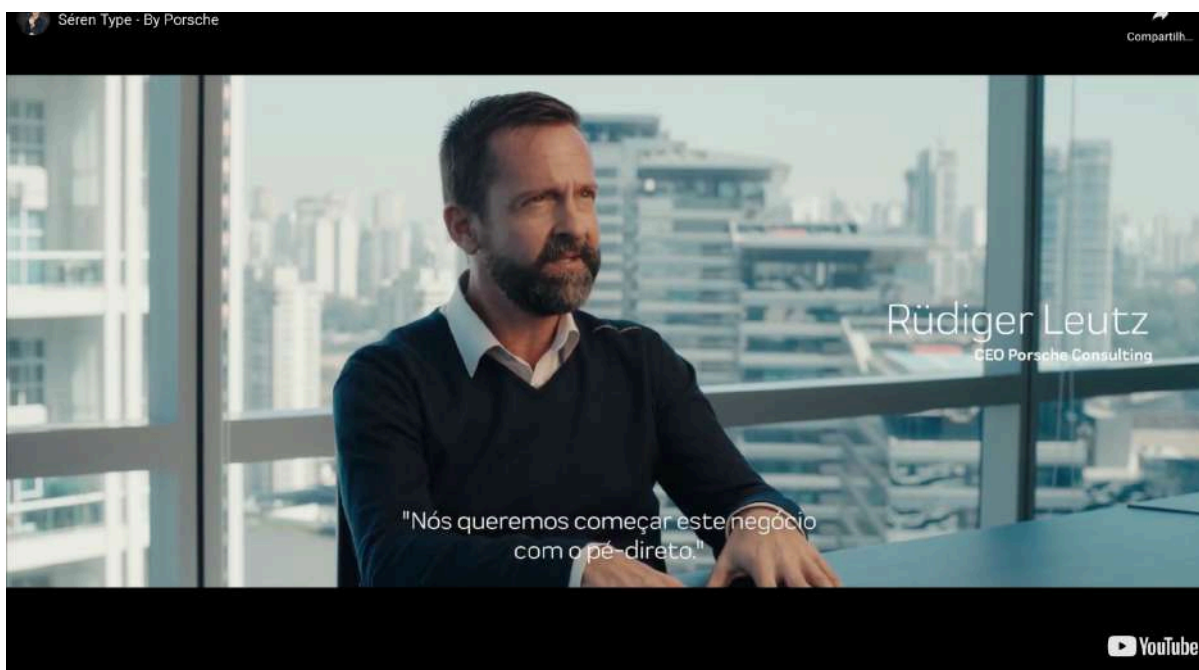 Séren Type - By Porsche
Compartilh...
Rüdiger Leutz
CEO Porsche Consulting
"Nós queremos começar este negócio
com o pé-direto."
YouTube